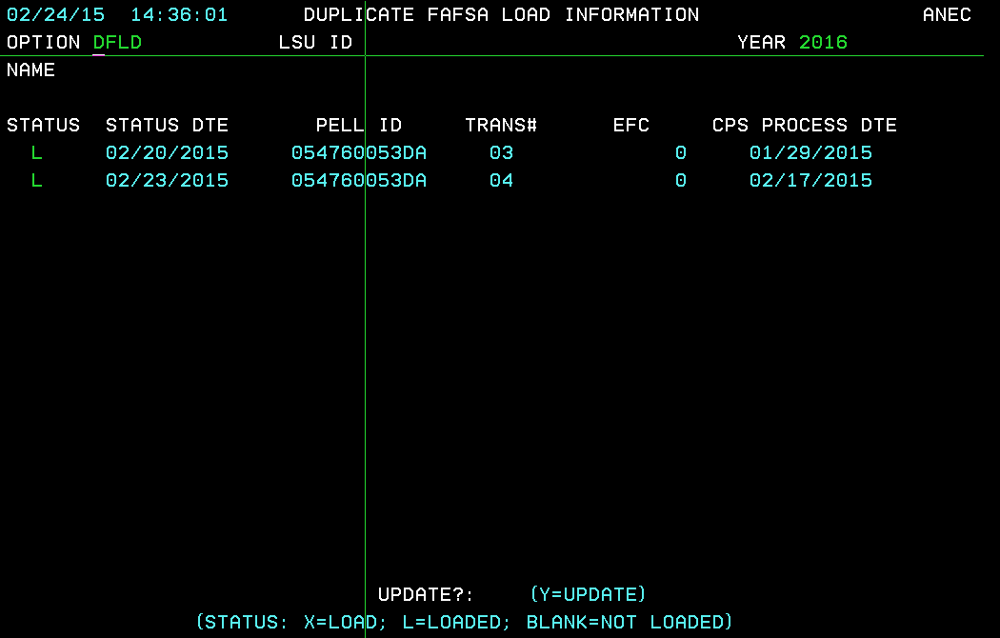 02/24/15 14:36:01 DUPLICATE FAFSA LOAD INFORMATION ANEC
OPTION DFLD LSU ID YEAR 2016
NAME
STATUS STATUS DTE PELL ID TRANS# EFC CPS PROCESS DTE
L 02/20/2015 054760053DA 03 0 01/29/2015
L 02/23/2015 054760053DA 04 0 02/17/2015
UPDATE?: (Y=UPDATE)
(STATUS: X=LOAD; L=LOADED; BLANK=NOT LOADED)